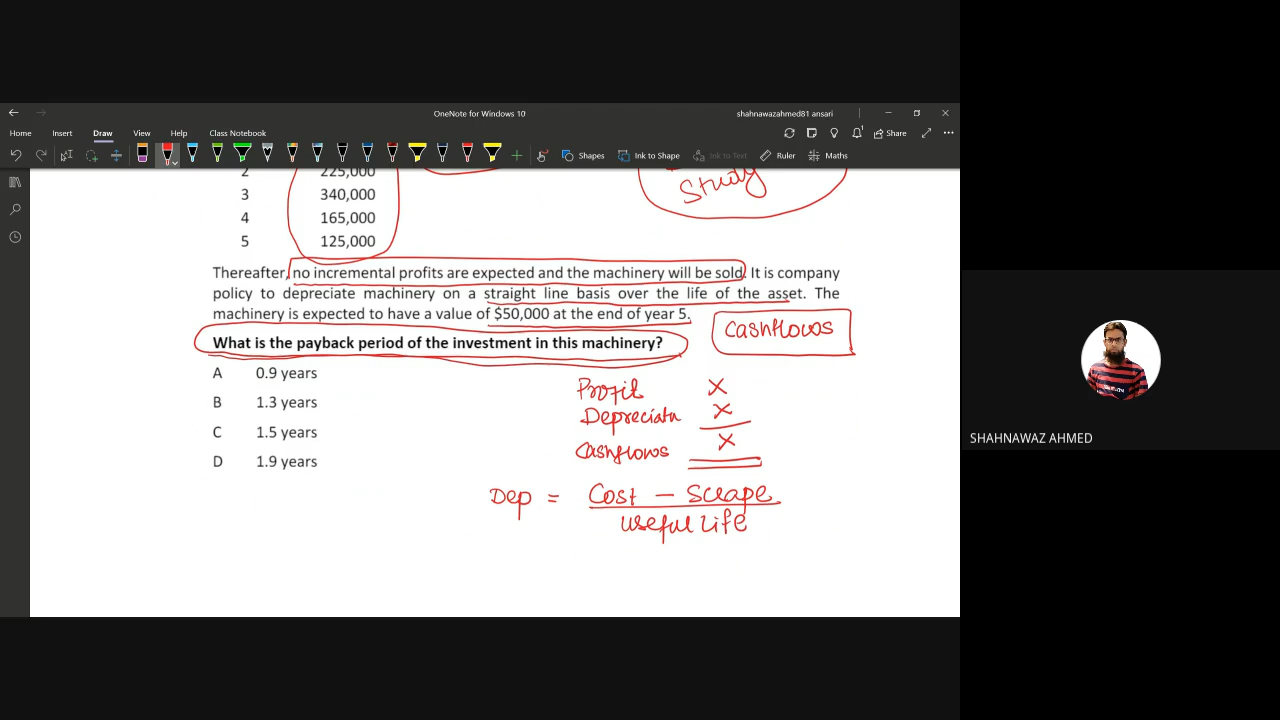 OneNote for Windows 10
shahnawazahmed81 ansari
Home Insert Draw View Help Class Notebook
Share
Shapes Ink to Shape Ink to Text Ruler Maths
2 225,000
3 340,000
4 165,000
5 125,000
Study
Thereafter, no incremental profits are expected and the machinery will be sold. It is company
policy to depreciate machinery on a straight line basis over the life of the asset. The
machinery is expected to have a value of $50,000 at the end of year 5.
Cashflows
What is the payback period of the investment in this machinery?
A 0.9 years
B 1.3 years
C 1.5 years
D 1.9 years
Profit X
Depreciatn X
Cashflows X
Dep = Cost - Scrape
useful Life
SHAHNAWAZ AHMED